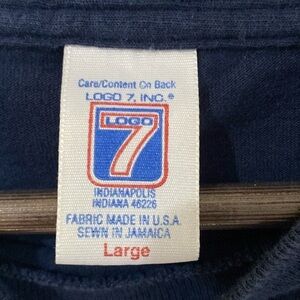 Care/Content On Back
LOGO 7, INC.®
LOGO
7
INDIANAPOLIS
INDIANA 46226
FABRIC MADE IN U.S.A.
SEWN IN JAMAICA
Large